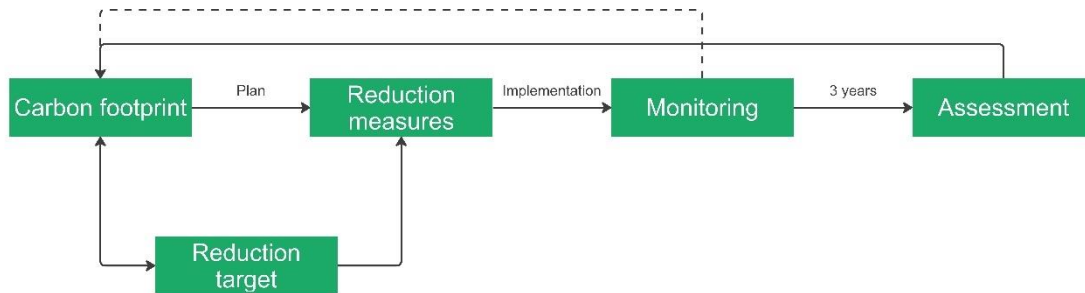 Carbon footprint
Plan
Reduction
measures
Implementation
Monitoring
3 years
Assessment
Reduction
target